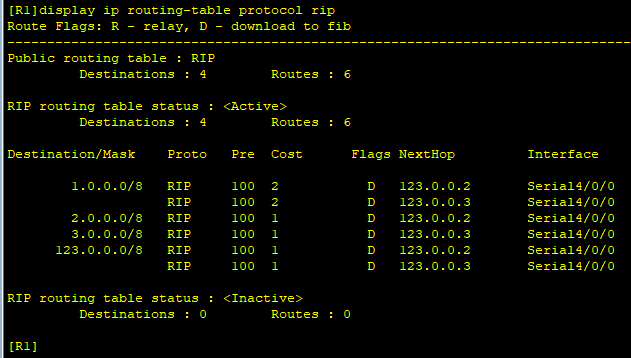 [R1]display ip routing-table protocol rip
Route Flags: R - relay, D - download to fib
------------------------------------------------------------------------------
Public routing table : RIP
         Destinations : 4        Routes : 6

RIP routing table status : <Active>
         Destinations : 4        Routes : 6

Destination/Mask    Proto   Pre  Cost      Flags NextHop         Interface

        1.0.0.0/8   RIP     100  2           D   123.0.0.2       Serial4/0/0
                    RIP     100  2           D   123.0.0.3       Serial4/0/0
        2.0.0.0/8   RIP     100  1           D   123.0.0.2       Serial4/0/0
        3.0.0.0/8   RIP     100  1           D   123.0.0.3       Serial4/0/0
      123.0.0.0/8   RIP     100  1           D   123.0.0.2       Serial4/0/0
                    RIP     100  1           D   123.0.0.3       Serial4/0/0

RIP routing table status : <Inactive>
         Destinations : 0        Routes : 0

[R1]